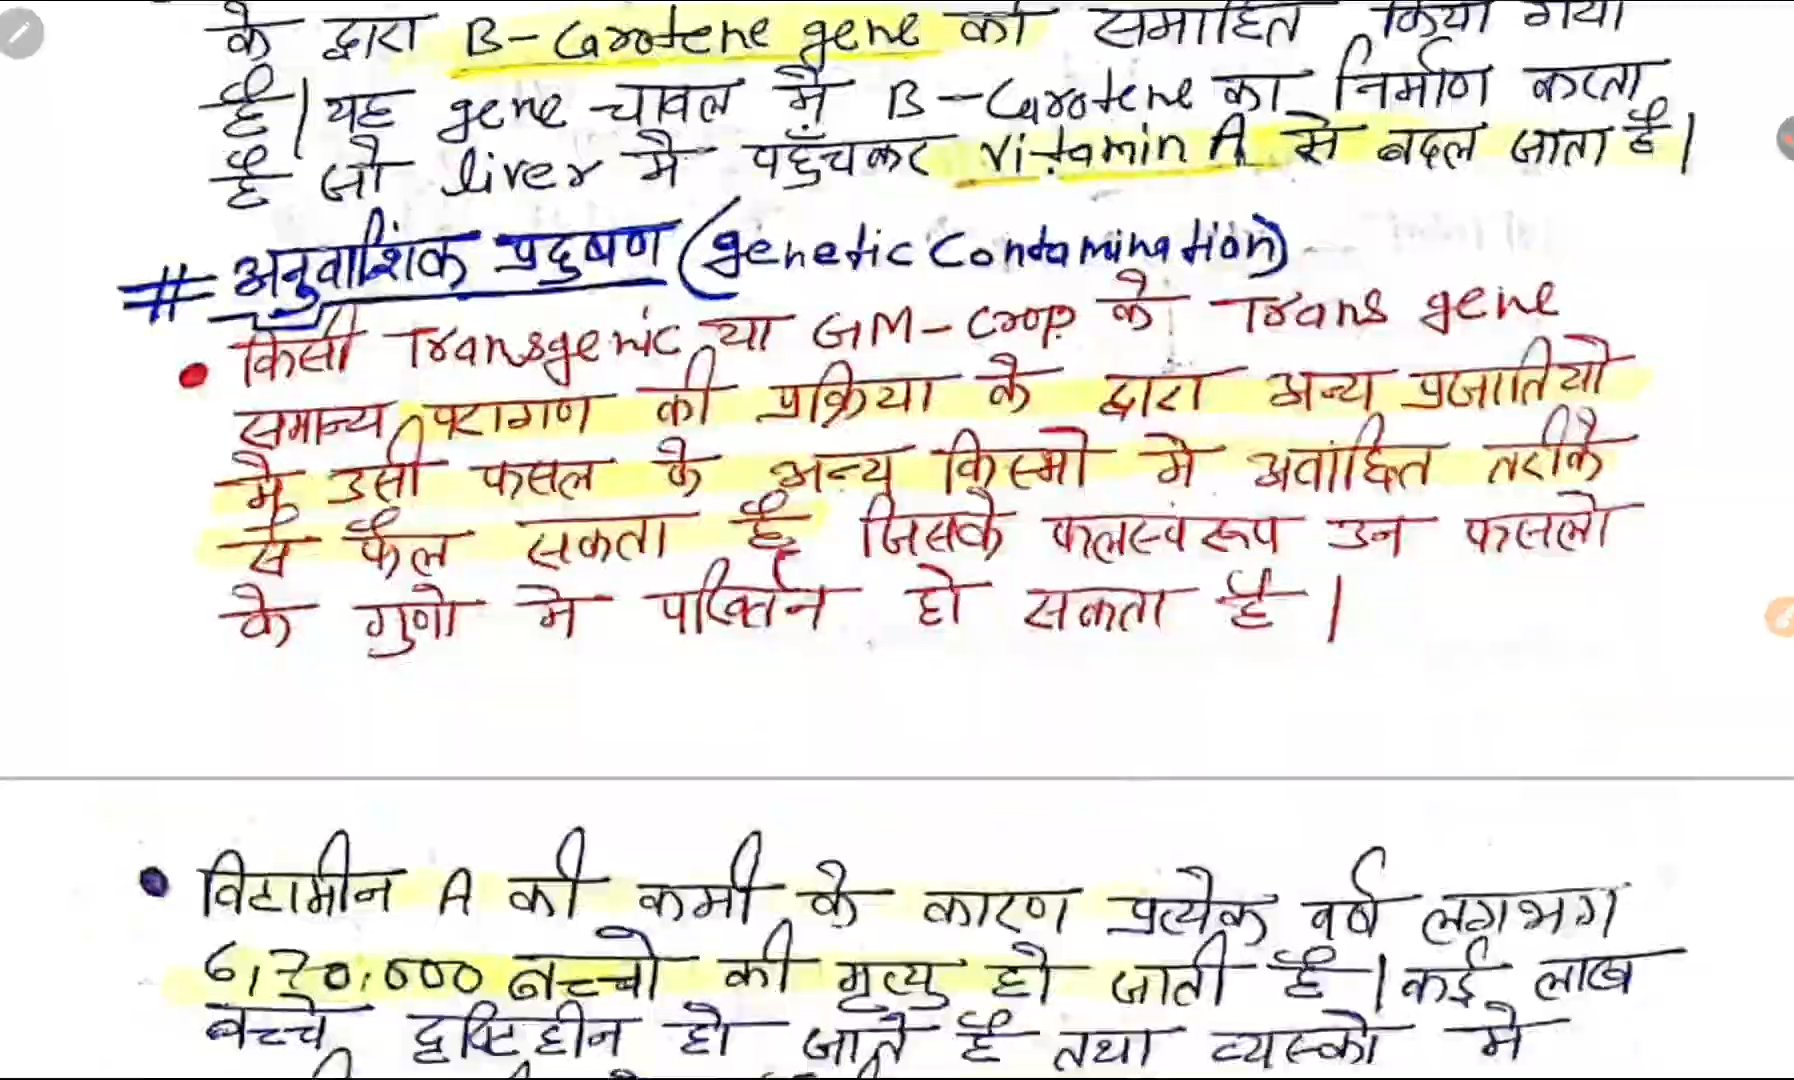 के द्वारा B-Carotene gene को समाहित किया गया
है। यह gene चावल में B-Carotene का निर्माण करता
है जो liver मे पहुँचकर Vitamin A से बदल जाता है।
# अनुवाशिंक प्रदुषण (genetic Contamination)
• किसी Transgenic या GM-Crop के Trans gene
समान्य परागण की प्रक्रिया के द्वारा अन्य प्रजातियो
मे उसी फसल के अन्य किस्मो मे अवांछित तरीके
से फैल सकता है जिसके फलस्वंरूप उन फसलो
के गुणो मे परिवर्तन हो सकता है।
• विटामीन A की कमी के कारण प्रत्येक वर्ष लगभग
6,70,000 बच्चो की मृत्यु हो जाती है। कई लाख
बच्चे दृष्टिहीन हो जाते है तथा व्यस्को मे